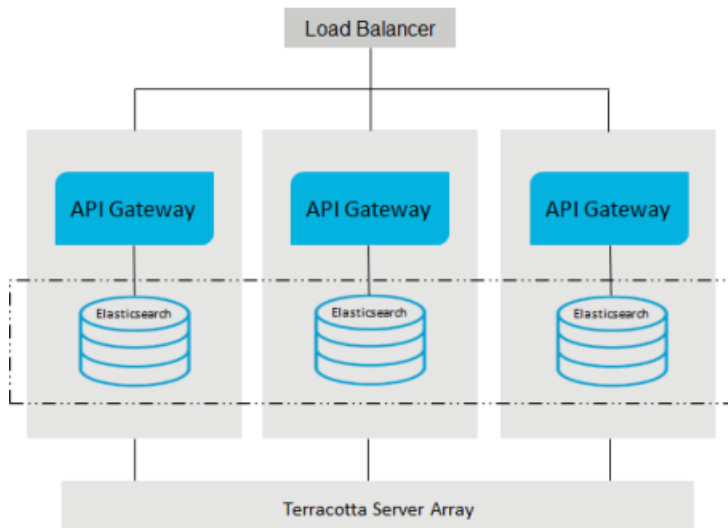 Load Balancer
API Gateway
API Gateway
API Gateway
Elasticsearch
Elasticsearch
Elasticsearch
Terracotta Server Array